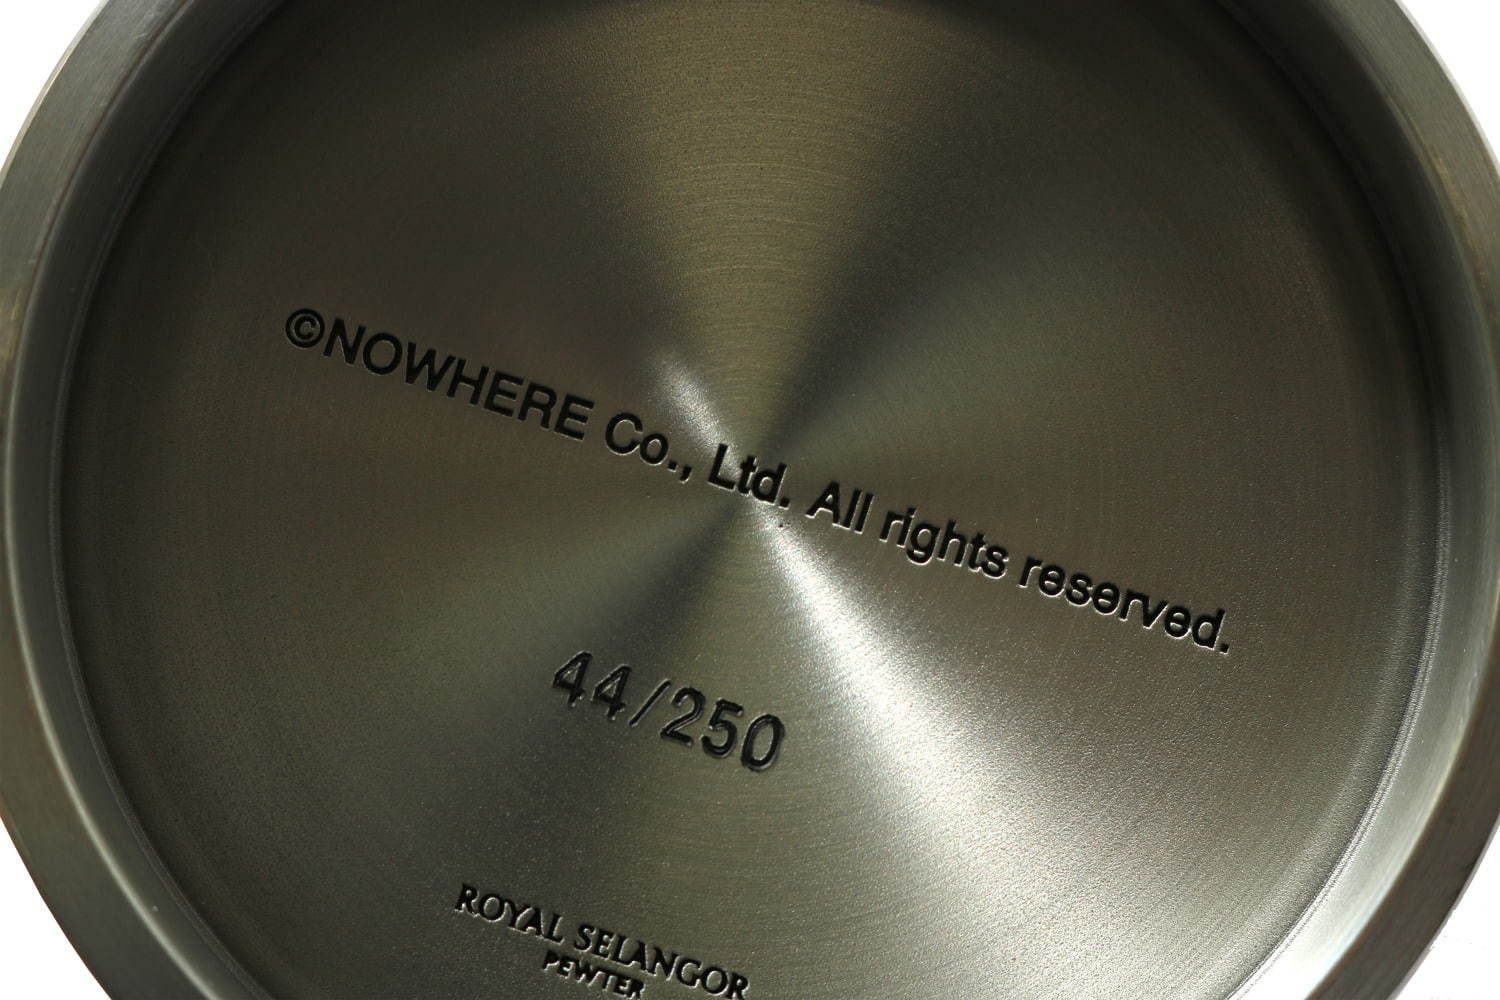 ©NOWHERE Co., Ltd. All rights reserved.
44/250
ROYAL SELANGOR
PEWTER